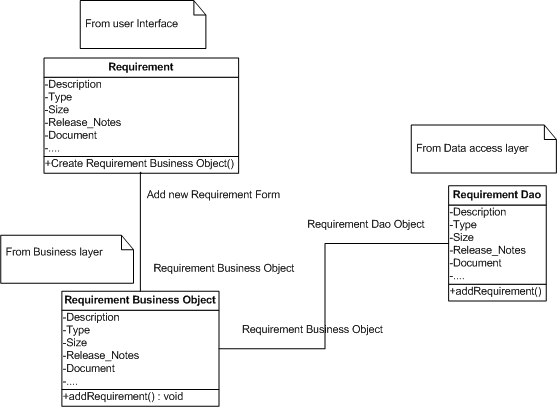 From user Interface
Requirement
-Description
-Type
-Size
-Release_Notes
-Document
-....
+Create Requirement Business Object()
Add new Requirement Form
From Data access layer
Requirement Dao
-Description
-Type
-Size
-Release_Notes
-Document
-....
+addRequirement()
Requirement Dao Object
From Business layer
Requirement Business Object
Requirement Business Object
-Description
-Type
-Size
-Release_Notes
-Document
-....
+addRequirement() : void
Requirement Business Object